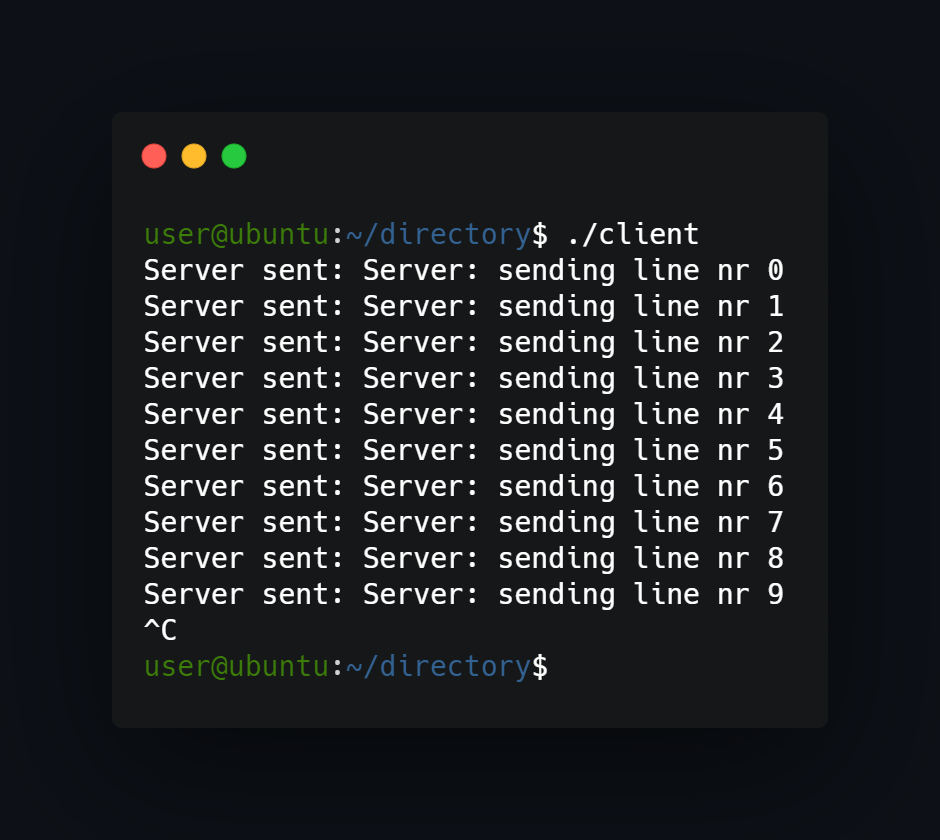 user@ubuntu:~/directory$ ./client
Server sent: Server: sending line nr 0
Server sent: Server: sending line nr 1
Server sent: Server: sending line nr 2
Server sent: Server: sending line nr 3
Server sent: Server: sending line nr 4
Server sent: Server: sending line nr 5
Server sent: Server: sending line nr 6
Server sent: Server: sending line nr 7
Server sent: Server: sending line nr 8
Server sent: Server: sending line nr 9
^C
user@ubuntu:~/directory$